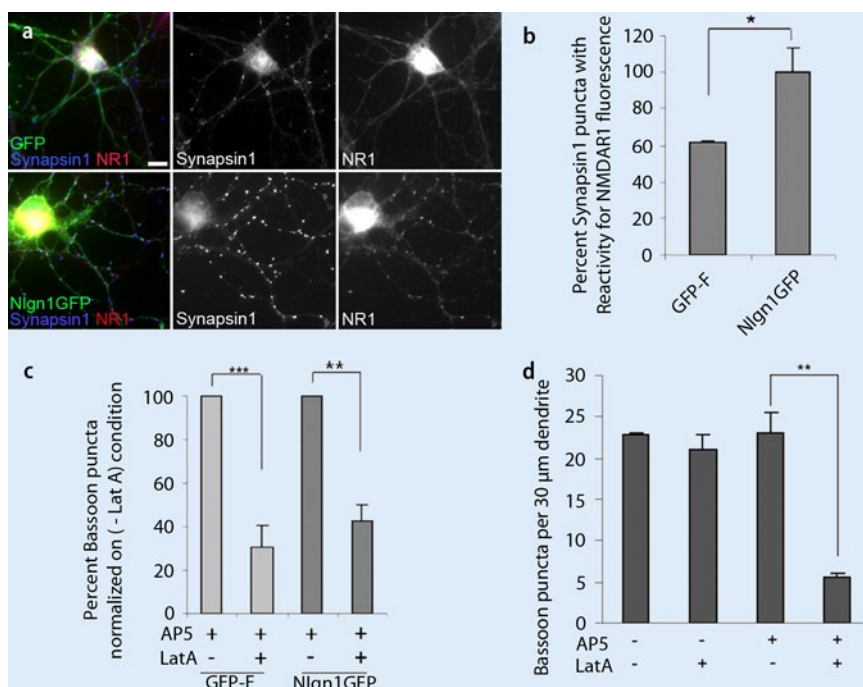 a
GFP
Synapsin1 NR1
Synapsin1
NR1
Nlgn1GFP
Synapsin1 NR1
Synapsin1
NR1
b
Percent Synapsin1 puncta with
Reactivity for NMDAR1 fluorescence
120
100
80
60
40
20
0
*
GFP-F
Nlgn1GFP
c
Percent Bassoon puncta
normalized on ( - Lat A) condition
100
80
60
40
20
0
***
**
AP5 + + + +
LatA - + - +
GFP-F Nlgn1GFP
d
Bassoon puncta per 30 µm dendrite
30
25
20
15
10
5
0
**
AP5 - - + +
LatA - + - +